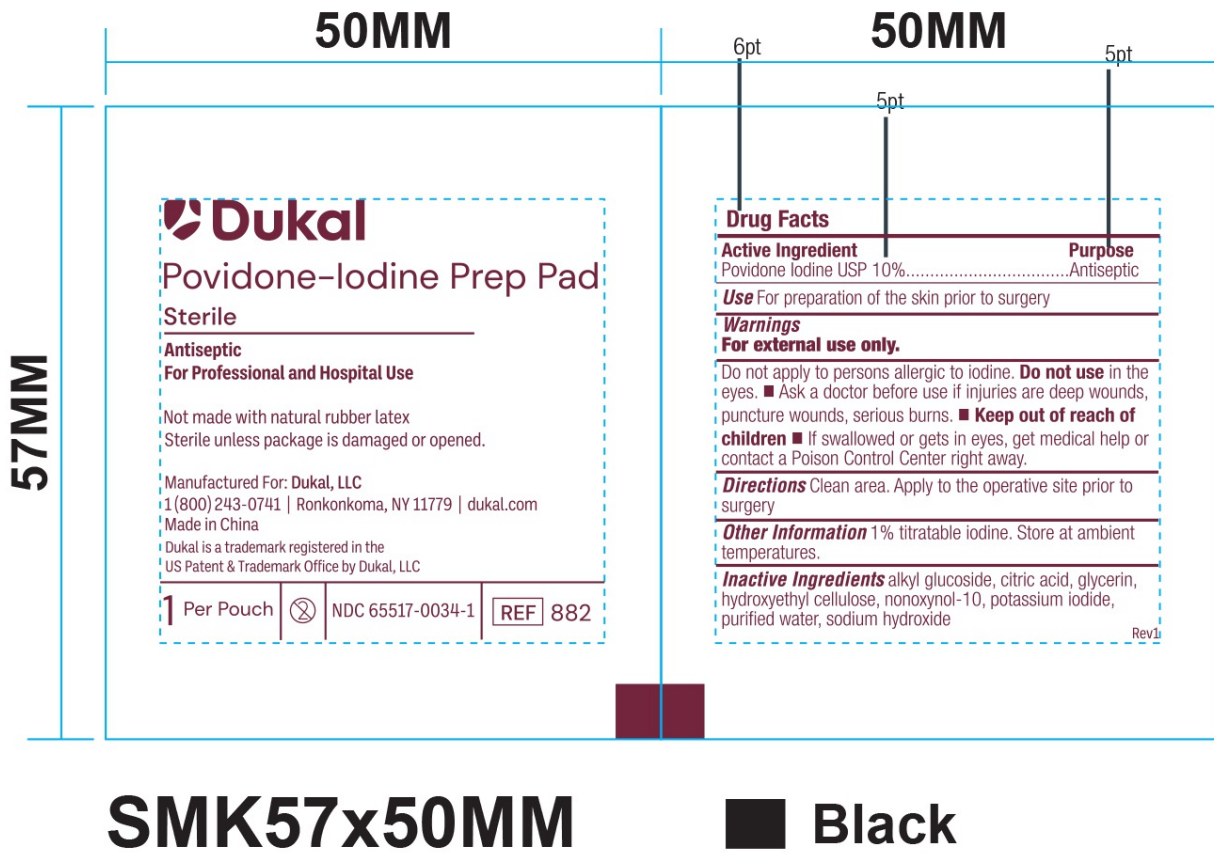 50MM
50MM
6pt
5pt
5pt
57MM
Dukal
Povidone-Iodine Prep Pad
Sterile
Antiseptic
For Professional and Hospital Use
Not made with natural rubber latex
Sterile unless package is damaged or opened.
Manufactured For: Dukal, LLC
1 (800) 243-0741 | Ronkonkoma, NY 11779 | dukal.com
Made in China
Dukal is a trademark registered in the
US Patent & Trademark Office by Dukal, LLC
1 Per Pouch 2 NDC 65517-0034-1 REF 882
Drug Facts
Active Ingredient Purpose
Povidone Iodine USP 10%.................................Antiseptic
Use For preparation of the skin prior to surgery
Warnings
For external use only.
Do not apply to persons allergic to iodine. Do not use in the
eyes. ■ Ask a doctor before use if injuries are deep wounds,
puncture wounds, serious burns. ■ Keep out of reach of
children ■ If swallowed or gets in eyes, get medical help or
contact a Poison Control Center right away.
Directions Clean area. Apply to the operative site prior to
surgery
Other Information 1% titratable iodine. Store at ambient
temperatures.
Inactive Ingredients alkyl glucoside, citric acid, glycerin,
hydroxyethyl cellulose, nonoxynol-10, potassium iodide,
purified water, sodium hydroxide
Rev1
SMK57x50MM
Black